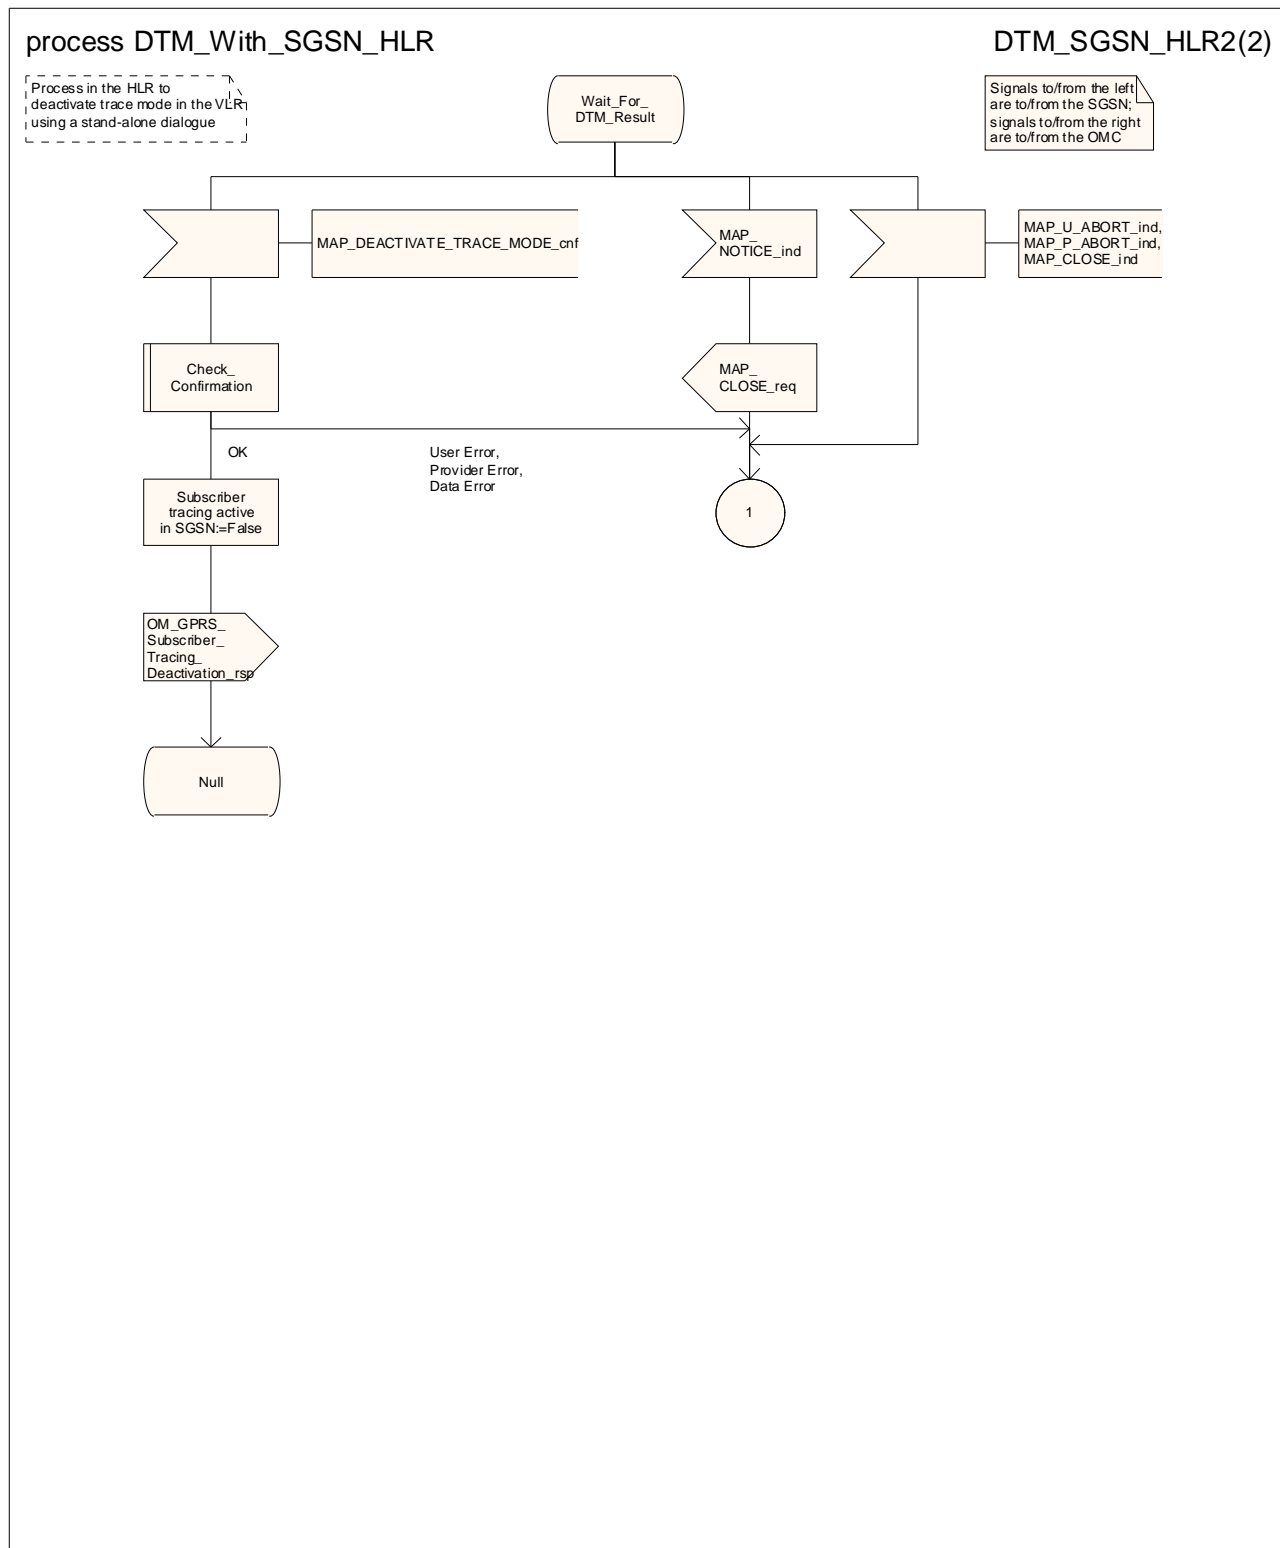 process DTM_With_SGSN_HLR
DTM_SGSN_HLR2(2)
Process in the HLR to
deactivate trace mode in the VLR
using a stand-alone dialogue
Wait_For_
DTM_Result
Signals to/from the left
are to/from the SGSN;
signals to/from the right
are to/from the OMC
MAP_DEACTIVATE_TRACE_MODE_cnf
MAP_
NOTICE_ind
MAP_U_ABORT_ind,
MAP_P_ABORT_ind,
MAP_CLOSE_ind
Check_
Confirmation
MAP_
CLOSE_req
OK
User Error,
Provider Error,
Data Error
Subscriber
tracing active
in SGSN:=False
1
OM_GPRS_
Subscriber_
Tracing_
Deactivation_rsp
Null